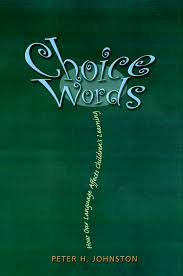 Choice
Words
How Our Language Affects Children's Learning
PETER H. JOHNSTON